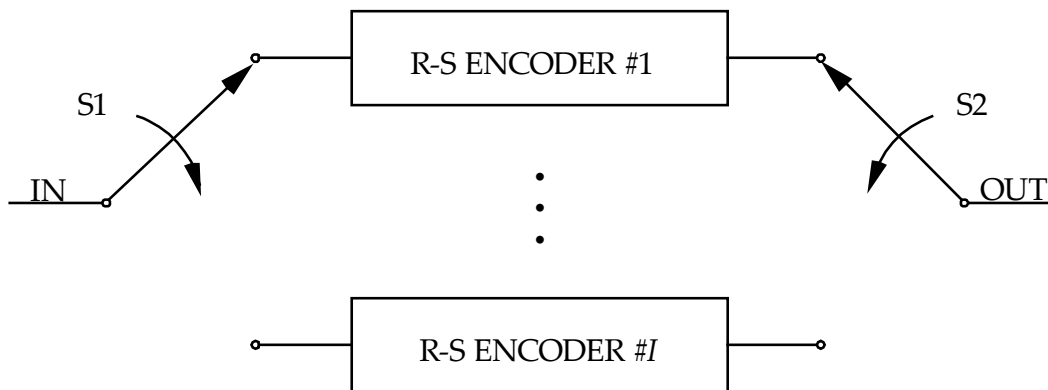 R-S ENCODER #1
S1
S2
IN
OUT
R-S ENCODER #I